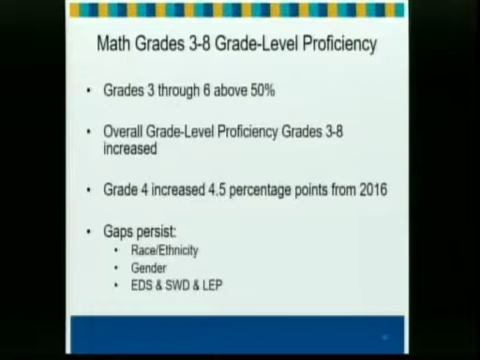 Math Grades 3-8 Grade-Level Proficiency
• Grades 3 through 6 above 50%
• Overall Grade-Level Proficiency Grades 3-8
increased
• Grade 4 increased 4.5 percentage points from 2016
• Gaps persist:
• Race/Ethnicity
• Gender
• EDS & SWD & LEP